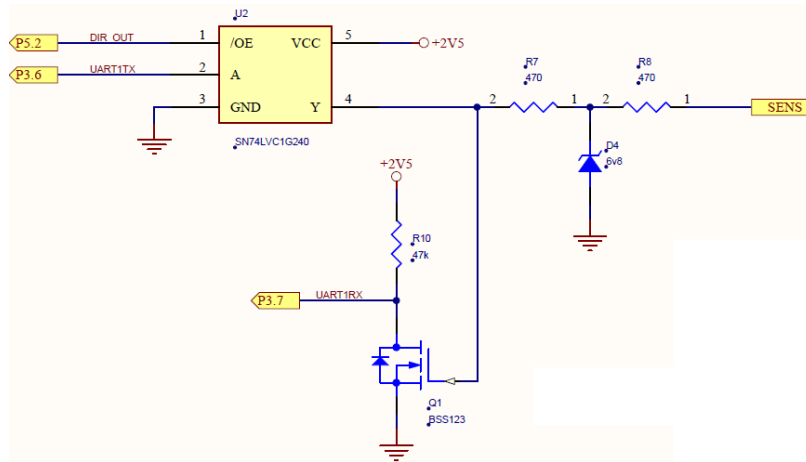 U2
P5.2 DIR_OUT 1 /OE VCC 5 +2V5
P3.6 UART1TX 2 A
3 GND Y 4
SN74LVC1G240
R7
470
2 1
R8
470
2 1
SENS
D4
6v8
+2V5
R10
47k
P3.7 UART1RX
Q1
BSS123